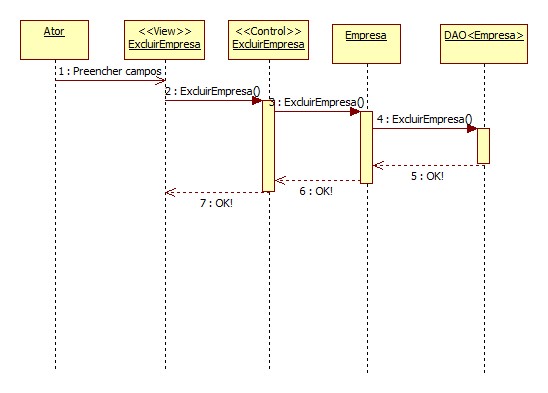 Ator
<<View>>
ExcluirEmpresa
<<Control>>
ExcluirEmpresa
Empresa
DAO<Empresa>
1 : Preencher campos
2 : ExcluirEmpresa()
3 : ExcluirEmpresa()
4 : ExcluirEmpresa()
5 : OK!
6 : OK!
7 : OK!